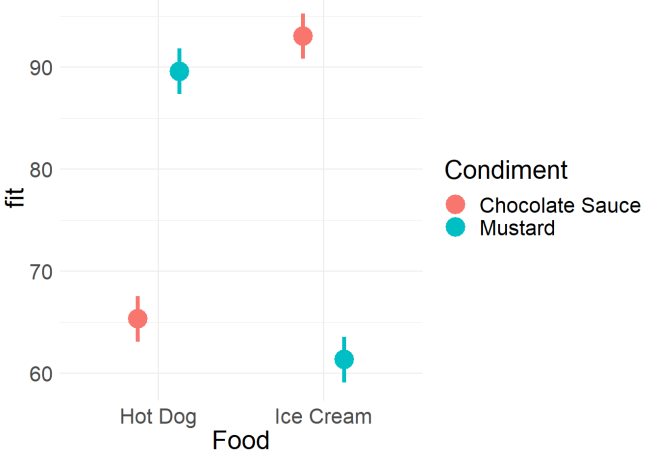 fit
90
80
70
60
Hot Dog
Ice Cream
Food
Condiment
Chocolate Sauce
Mustard